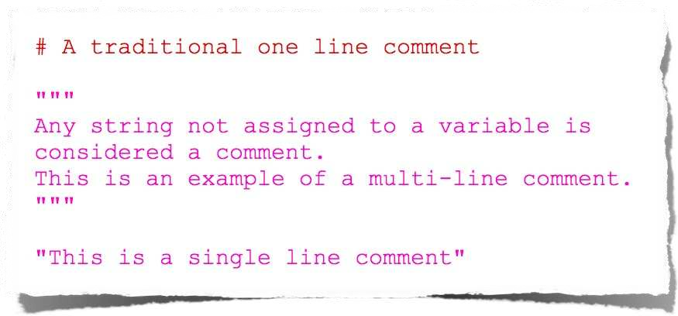 # A traditional one line comment
"""
Any string not assigned to a variable is
considered a comment.
This is an example of a multi-line comment.
"""
"This is a single line comment"